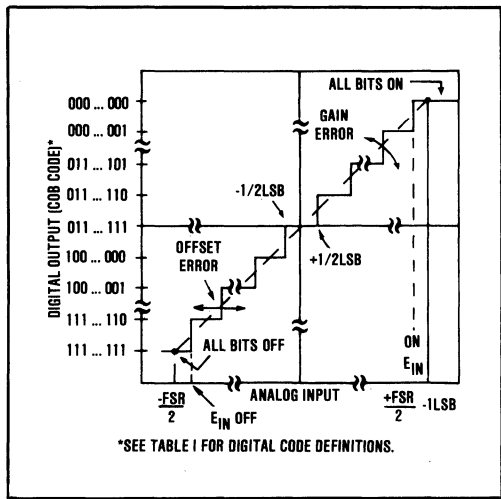 ALL BITS ON
GAIN
ERROR
DIGITAL OUTPUT (COB CODE)*
000 ... 000
000 ... 001
011 ... 101
011 ... 110
011 ... 111
100 ... 000
100 ... 001
111 ... 110
111 ... 111
-1/2LSB
+1/2LSB
OFFSET
ERROR
ALL BITS OFF
ON
EIN
-FSR
2
EIN OFF
ANALOG INPUT
+FSR
2
-1LSB
*SEE TABLE I FOR DIGITAL CODE DEFINITIONS.